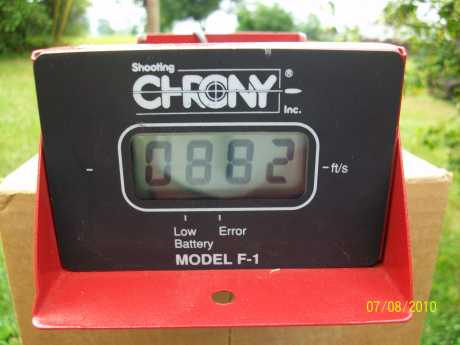 Shooting
CHRONY®
Inc.
0882
- -ft/s
Low Battery
Error
MODEL F-1
07/08/2010